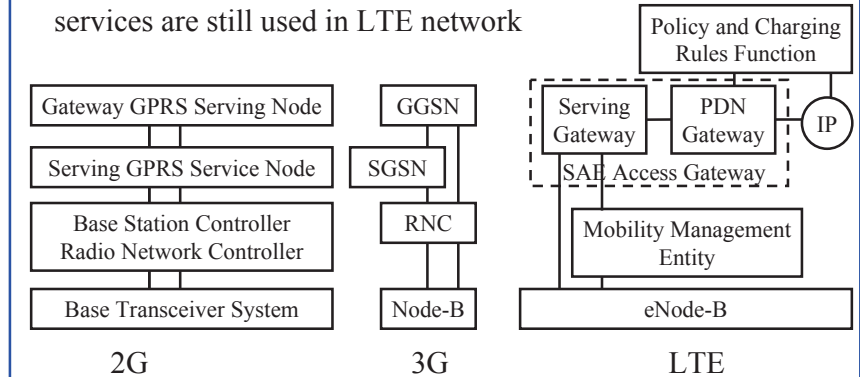 services are still used in LTE network
Gateway GPRS Serving Node
Serving GPRS Service Node
Base Station Controller
Radio Network Controller
Base Transceiver System
2G
GGSN
SGSN
RNC
Node-B
3G
Policy and Charging
Rules Function
Serving
Gateway
PDN
Gateway
IP
SAE Access Gateway
Mobility Management
Entity
eNode-B
LTE